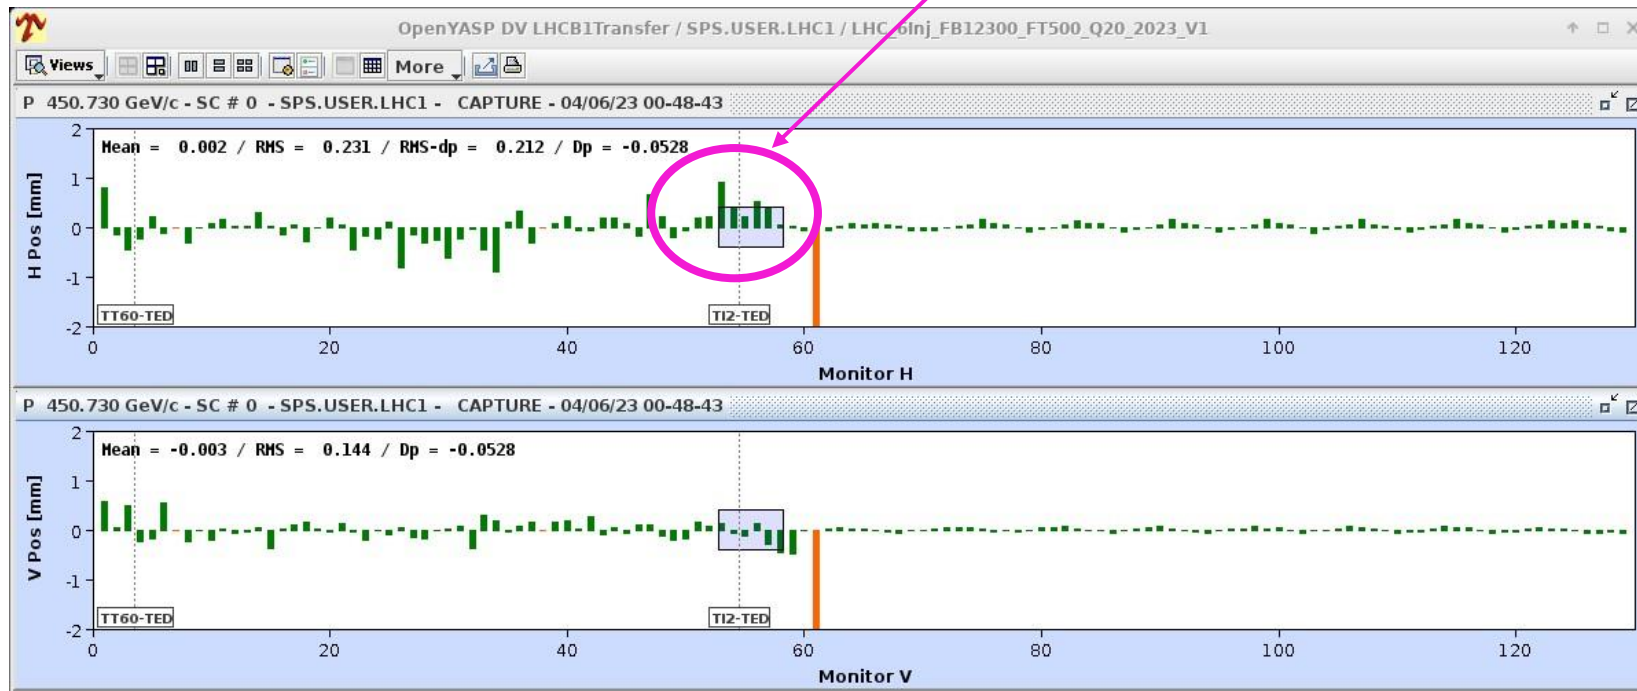 OpenYASP DV LHCB1Transfer / SPS.USER.LHC1 / LHC_6Inj_FB12300_FT500_Q20_2023_V1
Views More
P 450.730 GeV/c - SC # 0 - SPS.USER.LHC1 - CAPTURE - 04/06/23 00-48-43
Mean = 0.002 / RMS = 0.231 / RMS-dp = 0.212 / Dp = -0.0528
H Pos [mm]
2
1
0
-1
-2
TT60-TED TI2-TED
0 20 40 60 80 100 120
Monitor H
P 450.730 GeV/c - SC # 0 - SPS.USER.LHC1 - CAPTURE - 04/06/23 00-48-43
Mean = -0.003 / RMS = 0.144 / Dp = -0.0528
V Pos [mm]
2
1
0
-1
-2
TT60-TED TI2-TED
0 20 40 60 80 100 120
Monitor V